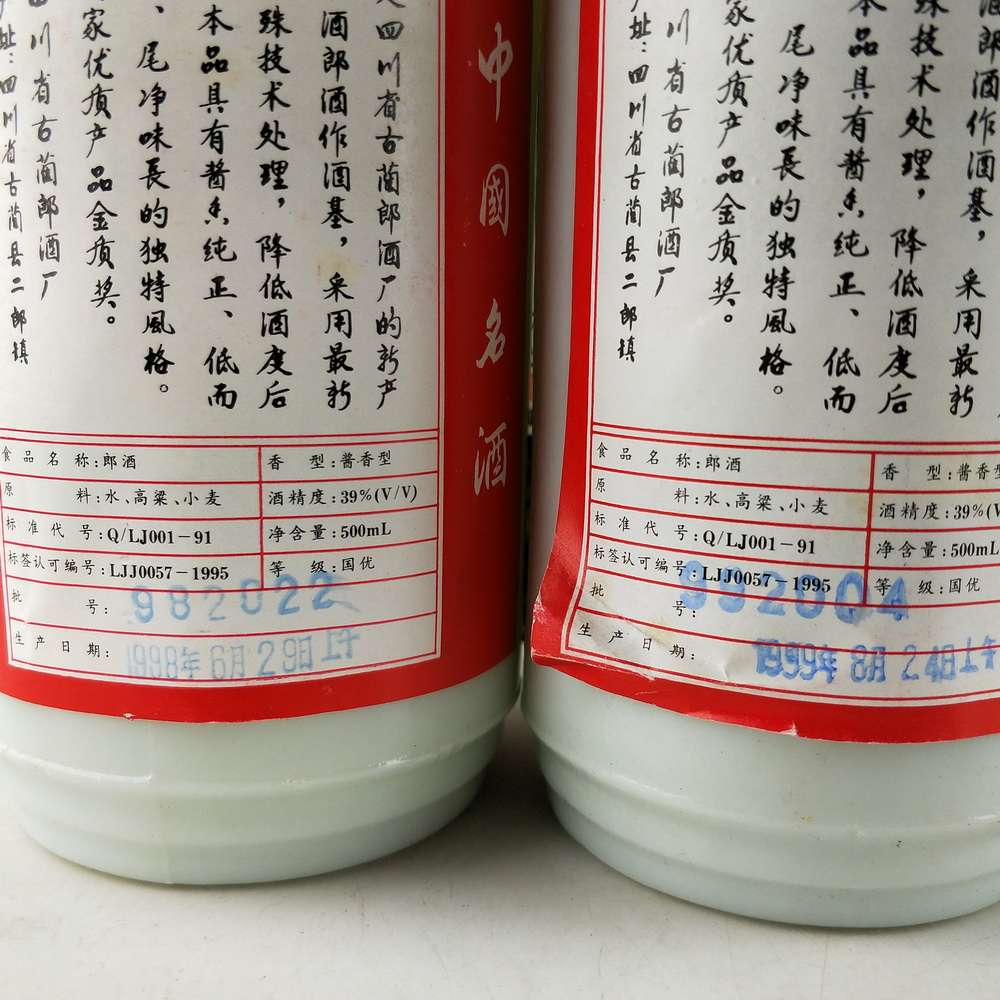 四川省古蔺郎酒厂的新产
酒郎酒作酒基，采用最新
殊技术处理，降低酒度后
本品具有酱香纯正、低而
、尾净味長的独特風格。
家优质产品金质奖。
川省古蔺郎酒厂
址：四川省古蔺县二郎镇
中國名酒
食品名称：郎酒
香型：酱香型
原料：水、高粱、小麦
酒精度：39%(V/V)
标准代号：Q/LJ001－91
净含量：500mL
标签认可编号：LJJ0057－1995
等级：国优
批号：982022
生产日期：1998年6月29日上午
酒郎酒作酒基，采用最新
殊技术处理，降低酒度后
本品具有酱香纯正、低而
尾净味長的独特風格。
家优质产品金质奖。
川省古蔺郎酒厂
址：四川省古蔺县二郎镇
食品名称：郎酒
香型：酱香型
原料：水、高粱、小麦
酒精度：39%(V
标准代号：Q/LJ001－91
净含量：500mL
标签认可编号：LJJ0057－1995
等级：国优
批号：992004
生产日期：1999年8月24日上午